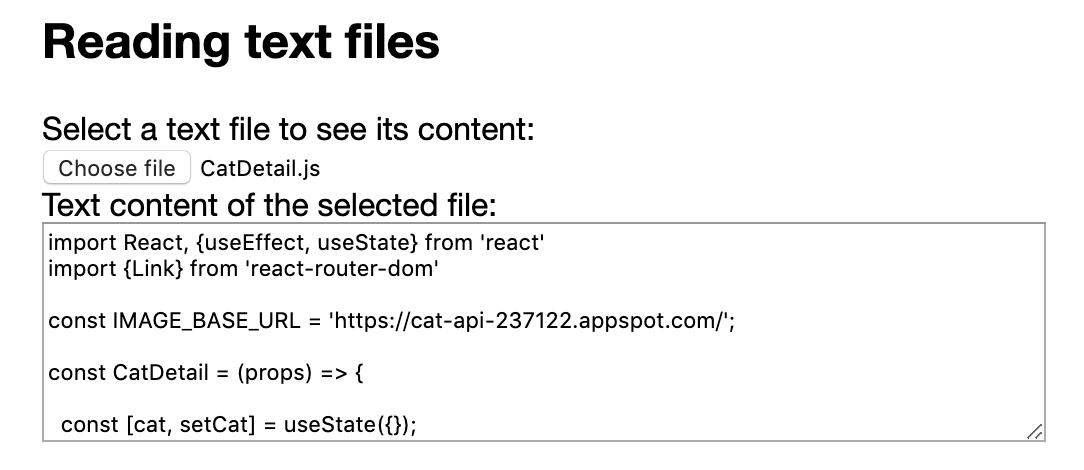 Reading text files
Select a text file to see its content:
Choose file CatDetail.js
Text content of the selected file:
import React, {useEffect, useState} from 'react'
import {Link} from 'react-router-dom'
const IMAGE_BASE_URL = 'https://cat-api-237122.appspot.com/';
const CatDetail = (props) => {
const [cat, setCat] = useState({});